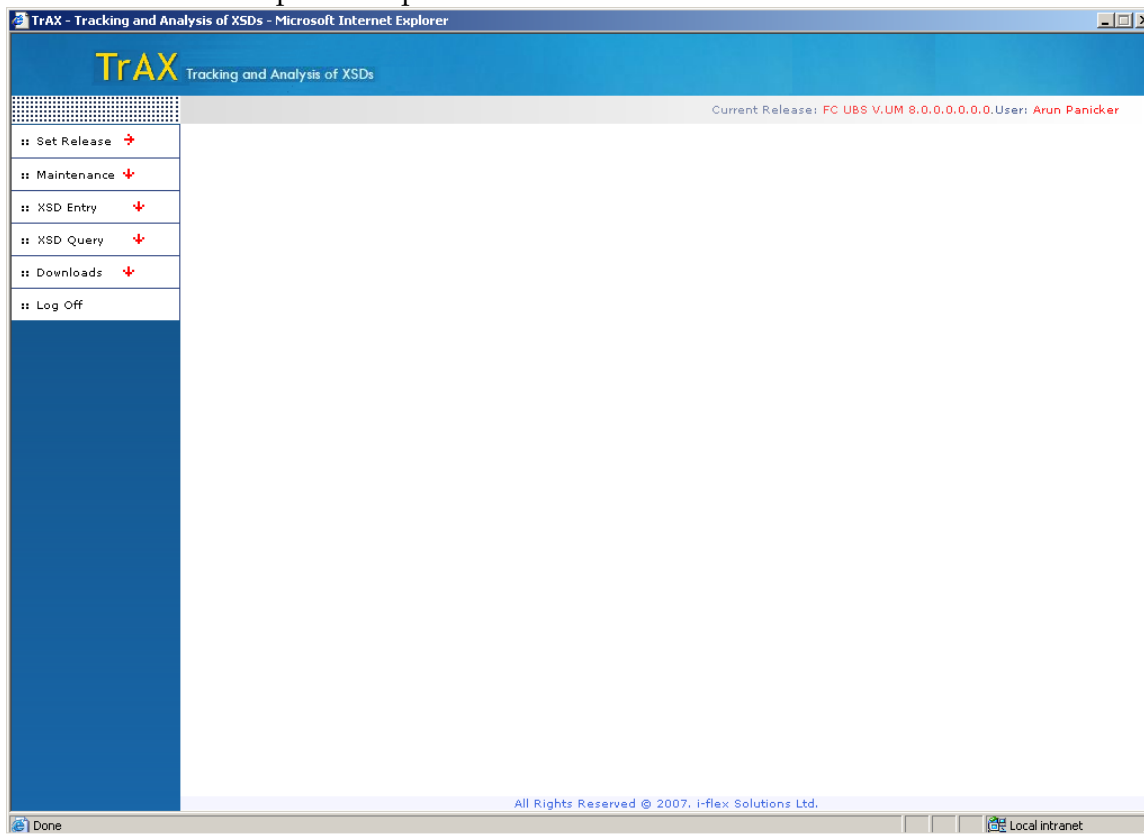 TrAX - Tracking and Analysis of XSDs - Microsoft Internet Explorer
TrAX Tracking and Analysis of XSDs
Current Release: FC UBS V.UM 8.0.0.0.0.0.0.User: Arun Panicker
:: Set Release
:: Maintenance
:: XSD Entry
:: XSD Query
:: Downloads
:: Log Off
All Rights Reserved @ 2007. i-flex Solutions Ltd.
Done
Local intranet